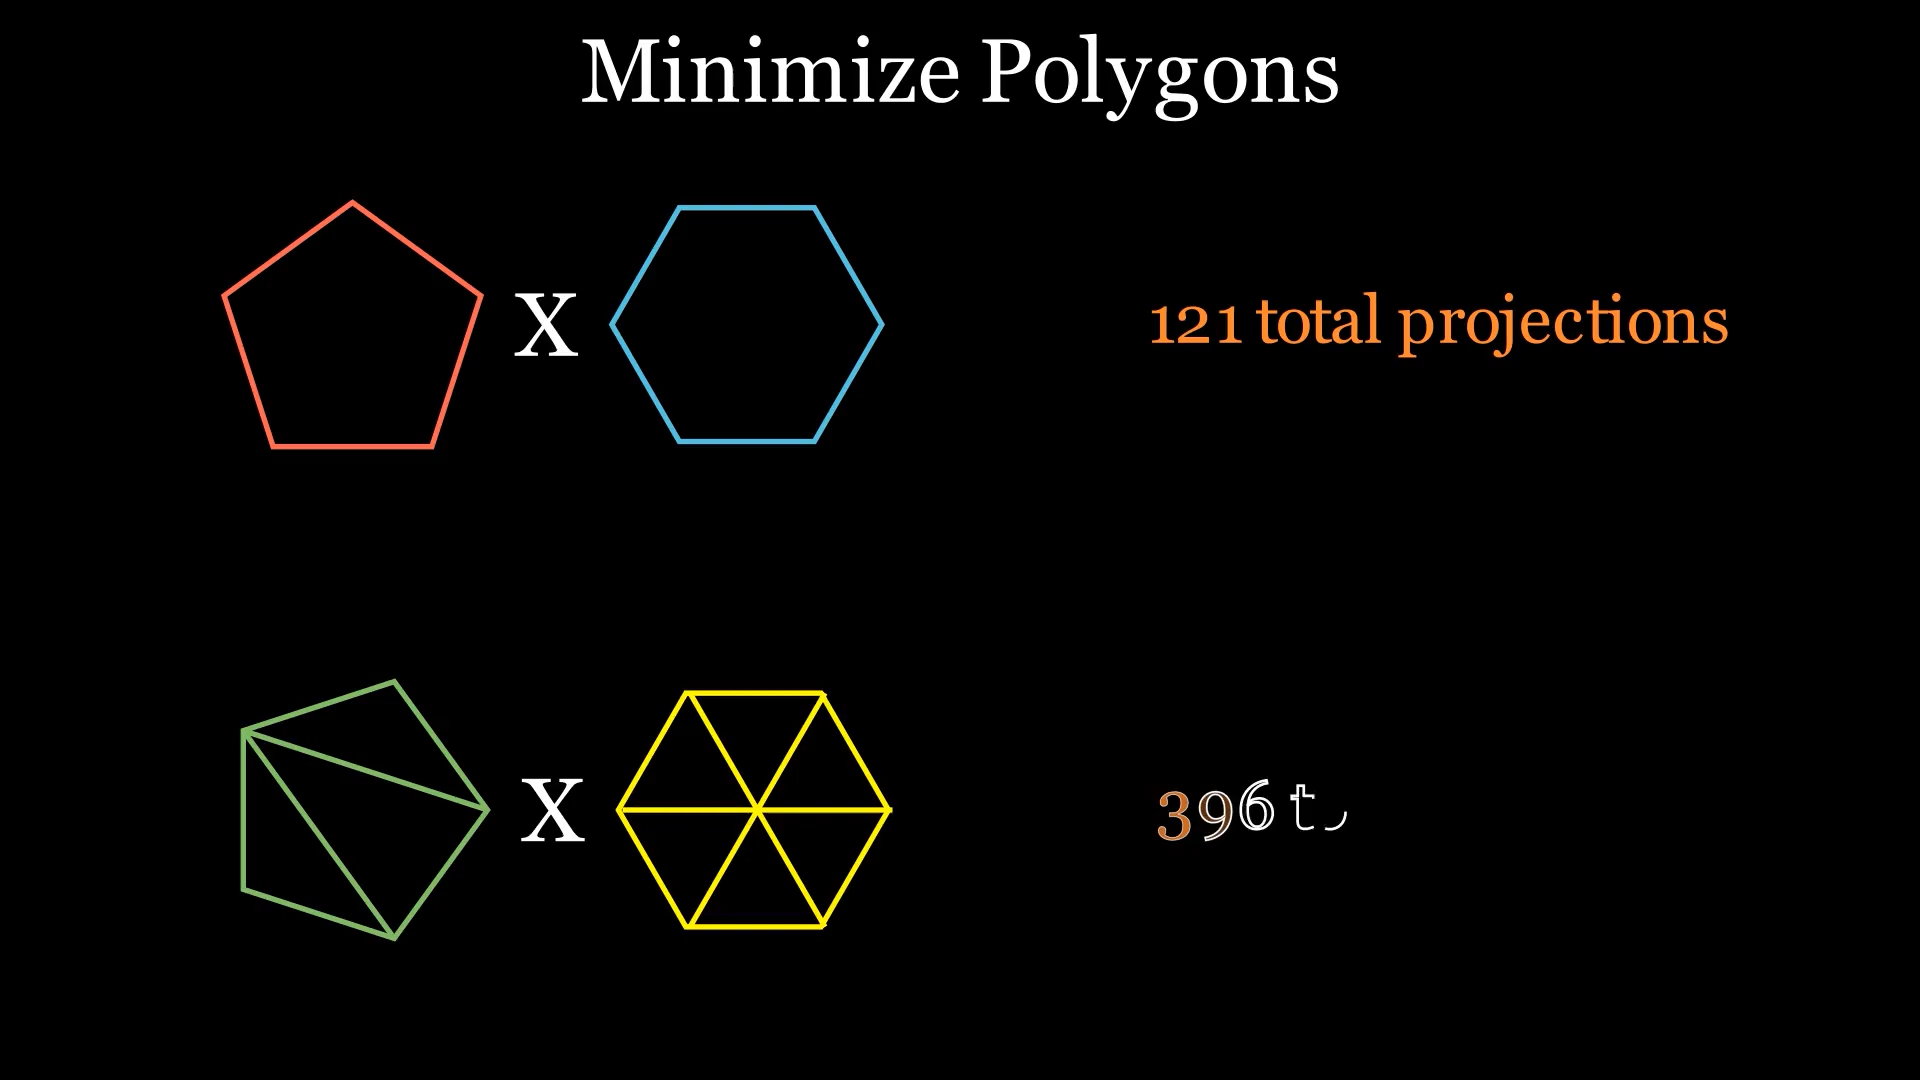 Minimize Polygons
X
121 total projections
X
396 t